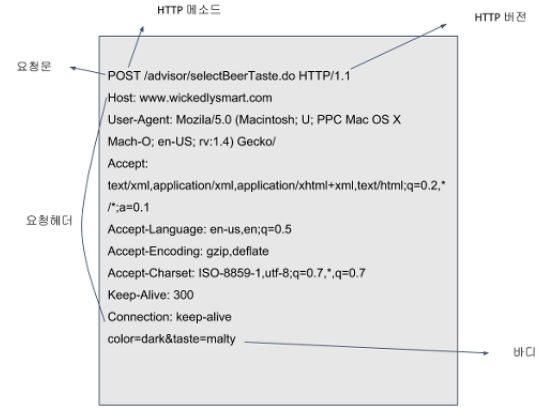 HTTP 메소드
HTTP 버전
요청문
POST /advisor/selectBeerTaste.do HTTP/1.1
Host: www.wickedlysmart.com
User-Agent: Mozila/5.0 (Macintosh; U; PPC Mac OS X
Mach-O; en-US; rv:1.4) Gecko/
Accept:
text/xml,application/xml,application/xhtml+xml,text/html;q=0.2,*
/*;a=0.1
Accept-Language: en-us,en;q=0.5
요청헤더
Accept-Encoding: gzip,deflate
Accept-Charset: ISO-8859-1,utf-8;q=0.7,*,q=0.7
Keep-Alive: 300
Connection: keep-alive
color=dark&taste=malty
바디